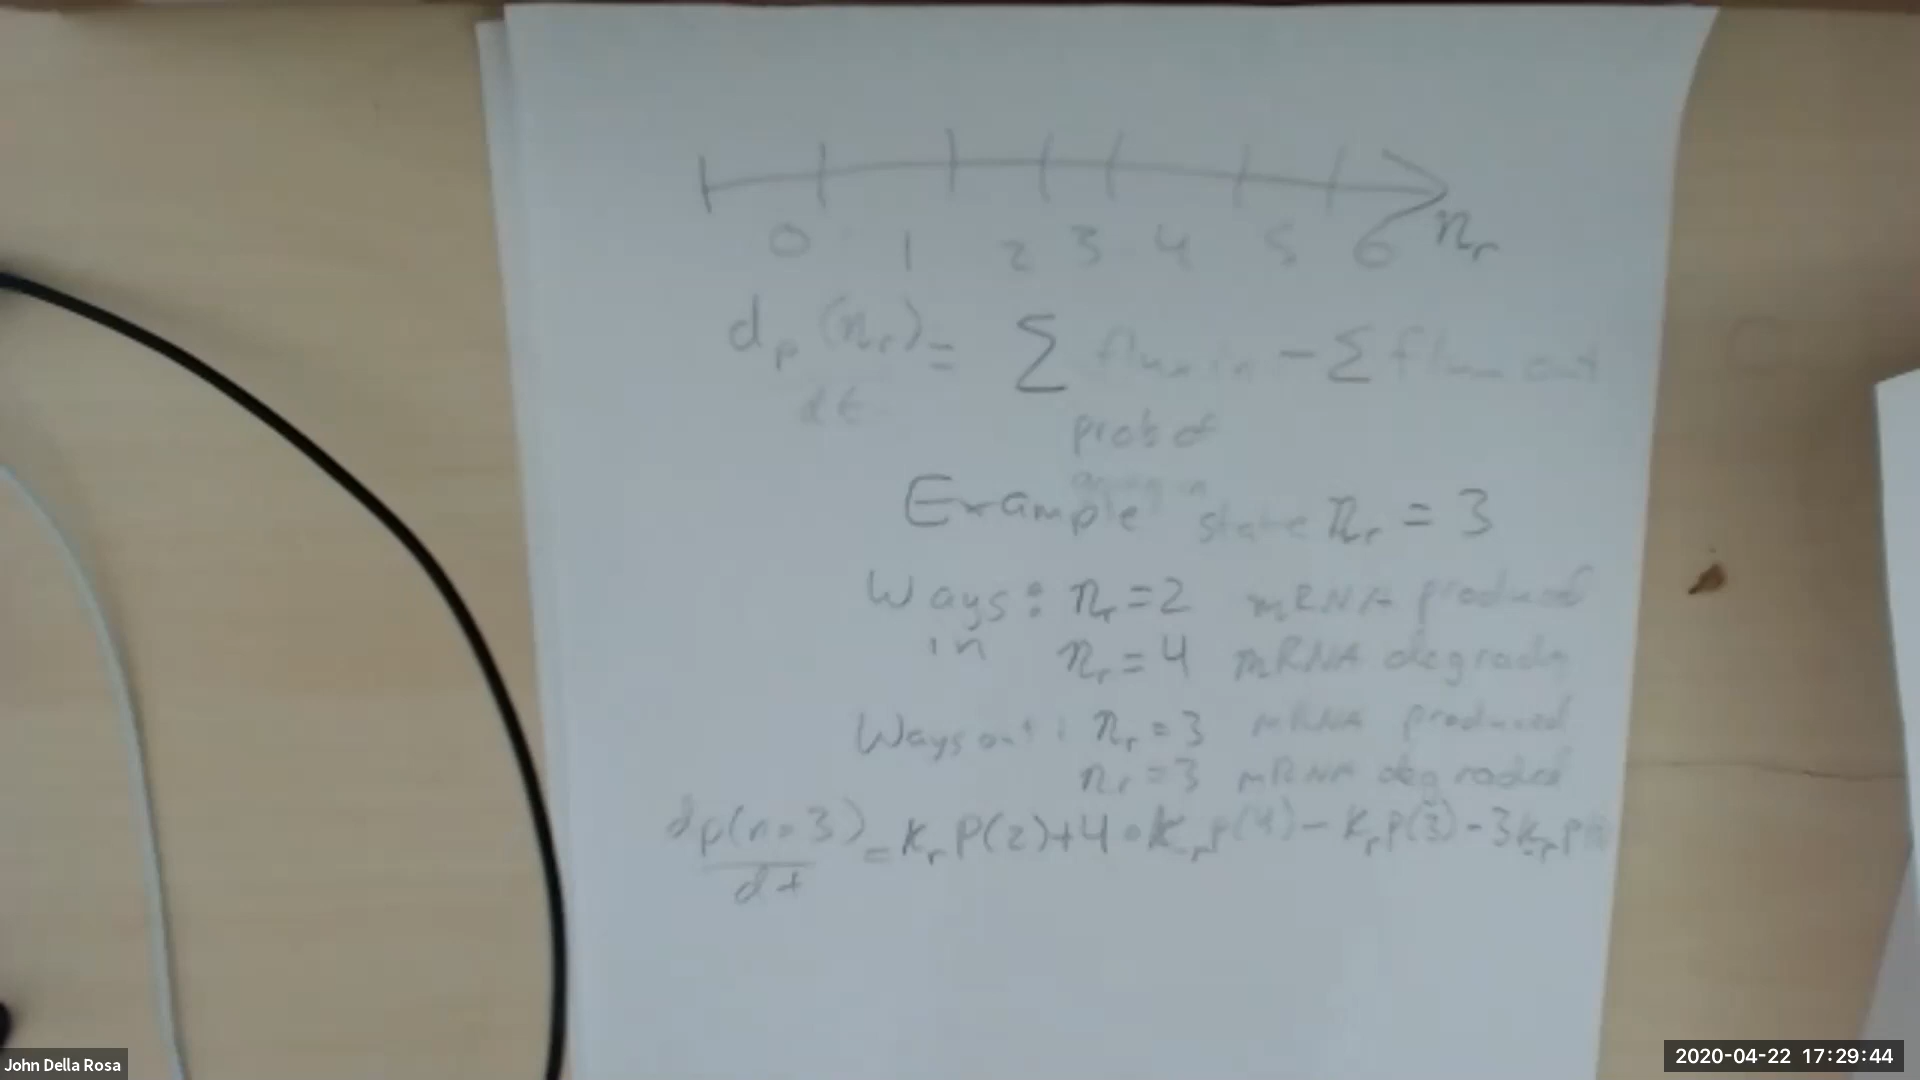 0 1 2 3 4 5 6 nᵣ
dp(nᵣ) = Σ flux in - Σ flux out
dt
prob of
Example state nᵣ = 3
Ways : nᵣ = 2 mRNA produced
in nᵣ = 4 mRNA degrade
Ways out : nᵣ = 3 mRNA produced
nᵣ = 3 mRNA degraded
dp(n=3) = kᵣ P(2) + 4 · kᵣ p(4) - kᵣ p(3) - 3 kᵣ p
dt
John Della Rosa
2020-04-22 17:29:44